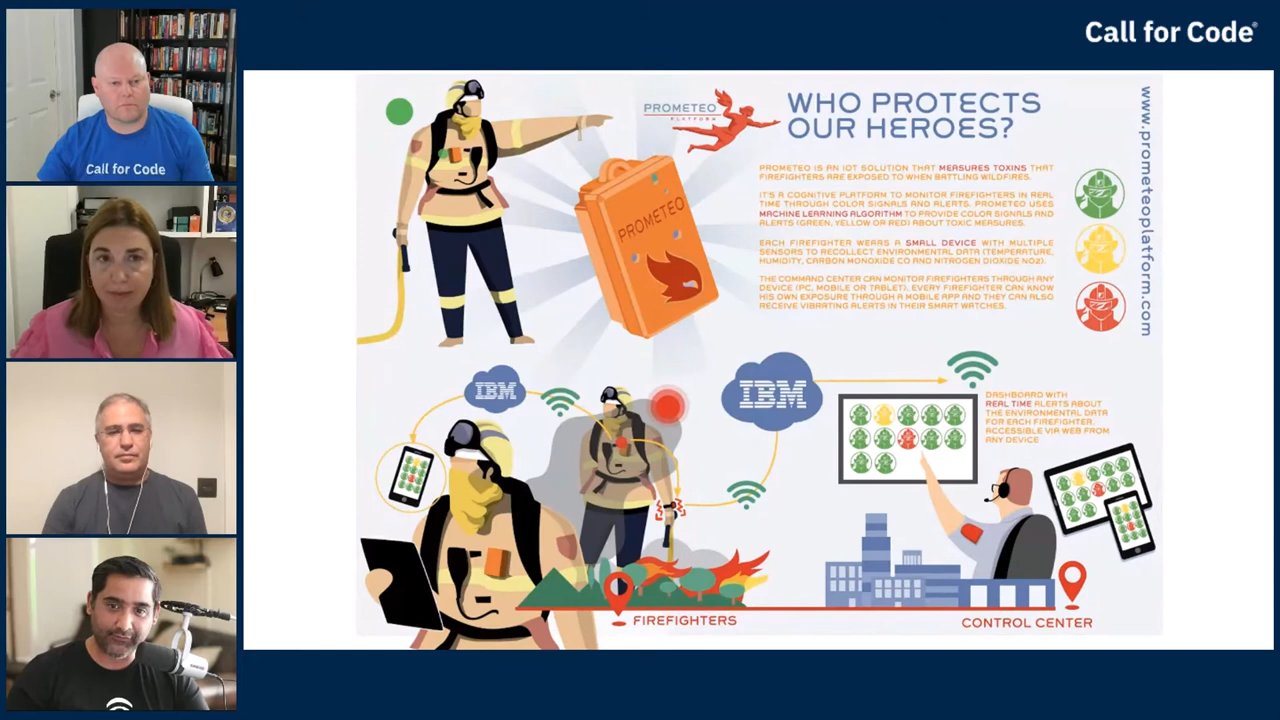 Call for Code®
Call for Code
PROMETEO
PLATFORM
WHO PROTECTS
OUR HEROES?
www.prometeoplatform.com
PROMETEO
PROMETEO IS AN IOT SOLUTION THAT MEASURES TOXINS THAT
FIREFIGHTERS ARE EXPOSED TO WHEN BATTLING WILDFIRES.
IT'S A COGNITIVE PLATFORM TO MONITOR FIREFIGHTERS IN REAL
TIME THROUGH COLOR SIGNALS AND ALERTS. PROMETEO USES
MACHINE LEARNING ALGORITHM TO PROVIDE COLOR SIGNALS AND
ALERTS (GREEN, YELLOW OR RED) ABOUT TOXIC MEASURES.
EACH FIREFIGHTER WEARS A SMALL DEVICE WITH MULTIPLE
SENSORS TO RECOLLECT ENVIRONMENTAL DATA (TEMPERATURE,
HUMIDITY, CARBON MONOXIDE CO AND NITROGEN DIOXIDE NO2).
THE COMMAND CENTER CAN MONITOR FIREFIGHTERS THROUGH ANY
DEVICE (PC, MOBILE OR TABLET). EVERY FIREFIGHTER CAN KNOW
HIS OWN EXPOSURE THROUGH A MOBILE APP AND THEY CAN ALSO
RECEIVE VIBRATING ALERTS IN THEIR SMART WATCHES.
IBM
IBM
DASHBOARD WITH
REAL TIME ALERTS ABOUT
THE ENVIRONMENTAL DATA
FOR EACH FIREFIGHTER,
ACCESSIBLE VIA WEB FROM
ANY DEVICE
FIREFIGHTERS
CONTROL CENTER